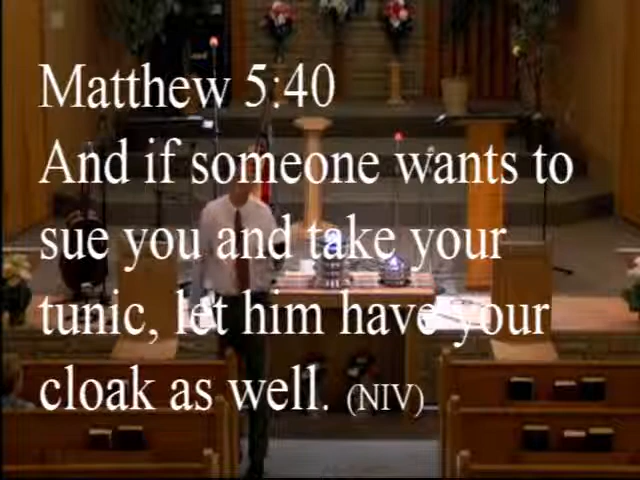 Matthew 5:40
And if someone wants to
sue you and take your
tunic, let him have your
cloak as well. (NIV)